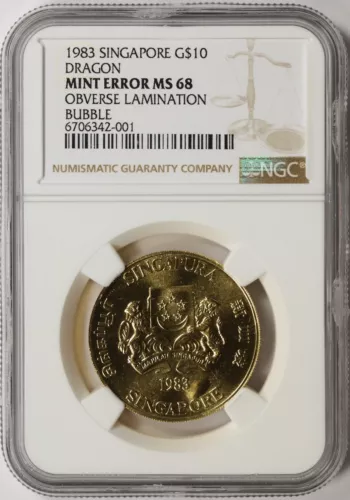 1983 SINGAPORE G$10
DRAGON
MINT ERROR MS 68
OBVERSE LAMINATION
BUBBLE
6706342-001
NUMISMATIC GUARANTY COMPANY
NGC
SINGAPURA
1983
SINGAPORE